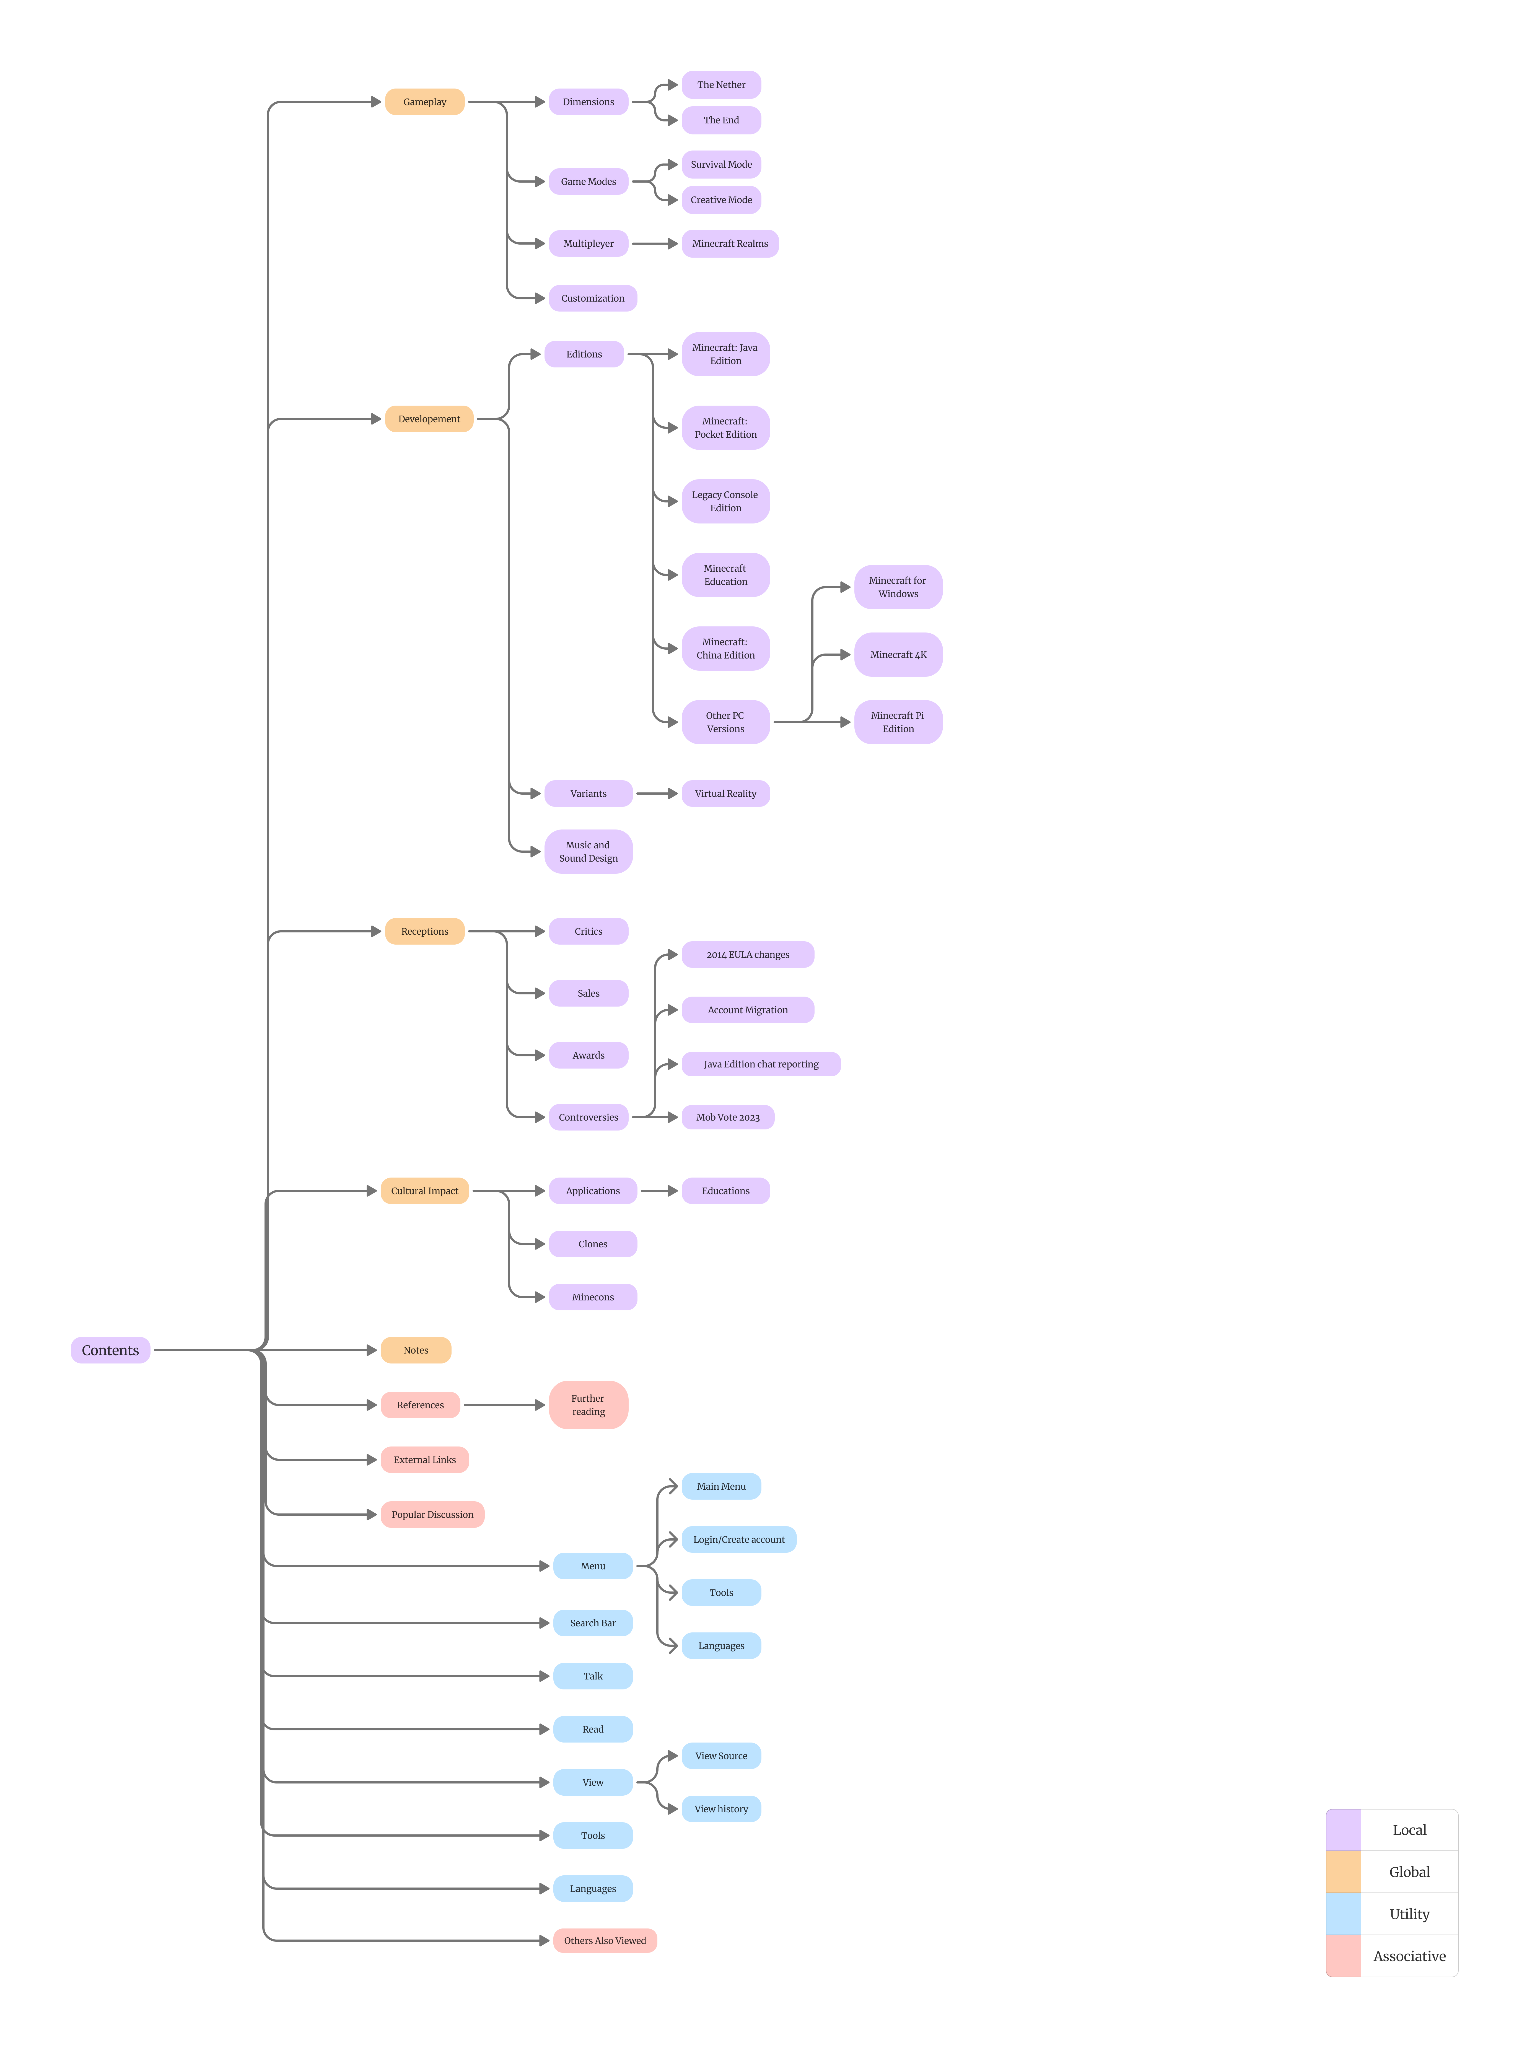 Contents
Gameplay
Dimensions
The Nether
The End
Game Modes
Survival Mode
Creative Mode
Multipleyer
Minecraft Realms
Customization
Developement
Editions
Minecraft: Java
Edition
Minecraft:
Pocket Edition
Legacy Console
Edition
Minecraft
Education
Minecraft:
China Edition
Other PC
Versions
Minecraft for
Windows
Minecraft 4K
Minecraft Pi
Edition
Variants
Virtual Reality
Music and
Sound Design
Receptions
Critics
Sales
Awards
Controversies
2014 EULA changes
Account Migration
Java Edition chat reporting
Mob Vote 2023
Cultural Impact
Applications
Educations
Clones
Minecons
Notes
References
Further
reading
External Links
Popular Discussion
Menu
Main Menu
Login/Create account
Tools
Languages
Search Bar
Talk
Read
View
View Source
View history
Tools
Languages
Others Also Viewed
Local
Global
Utility
Associative